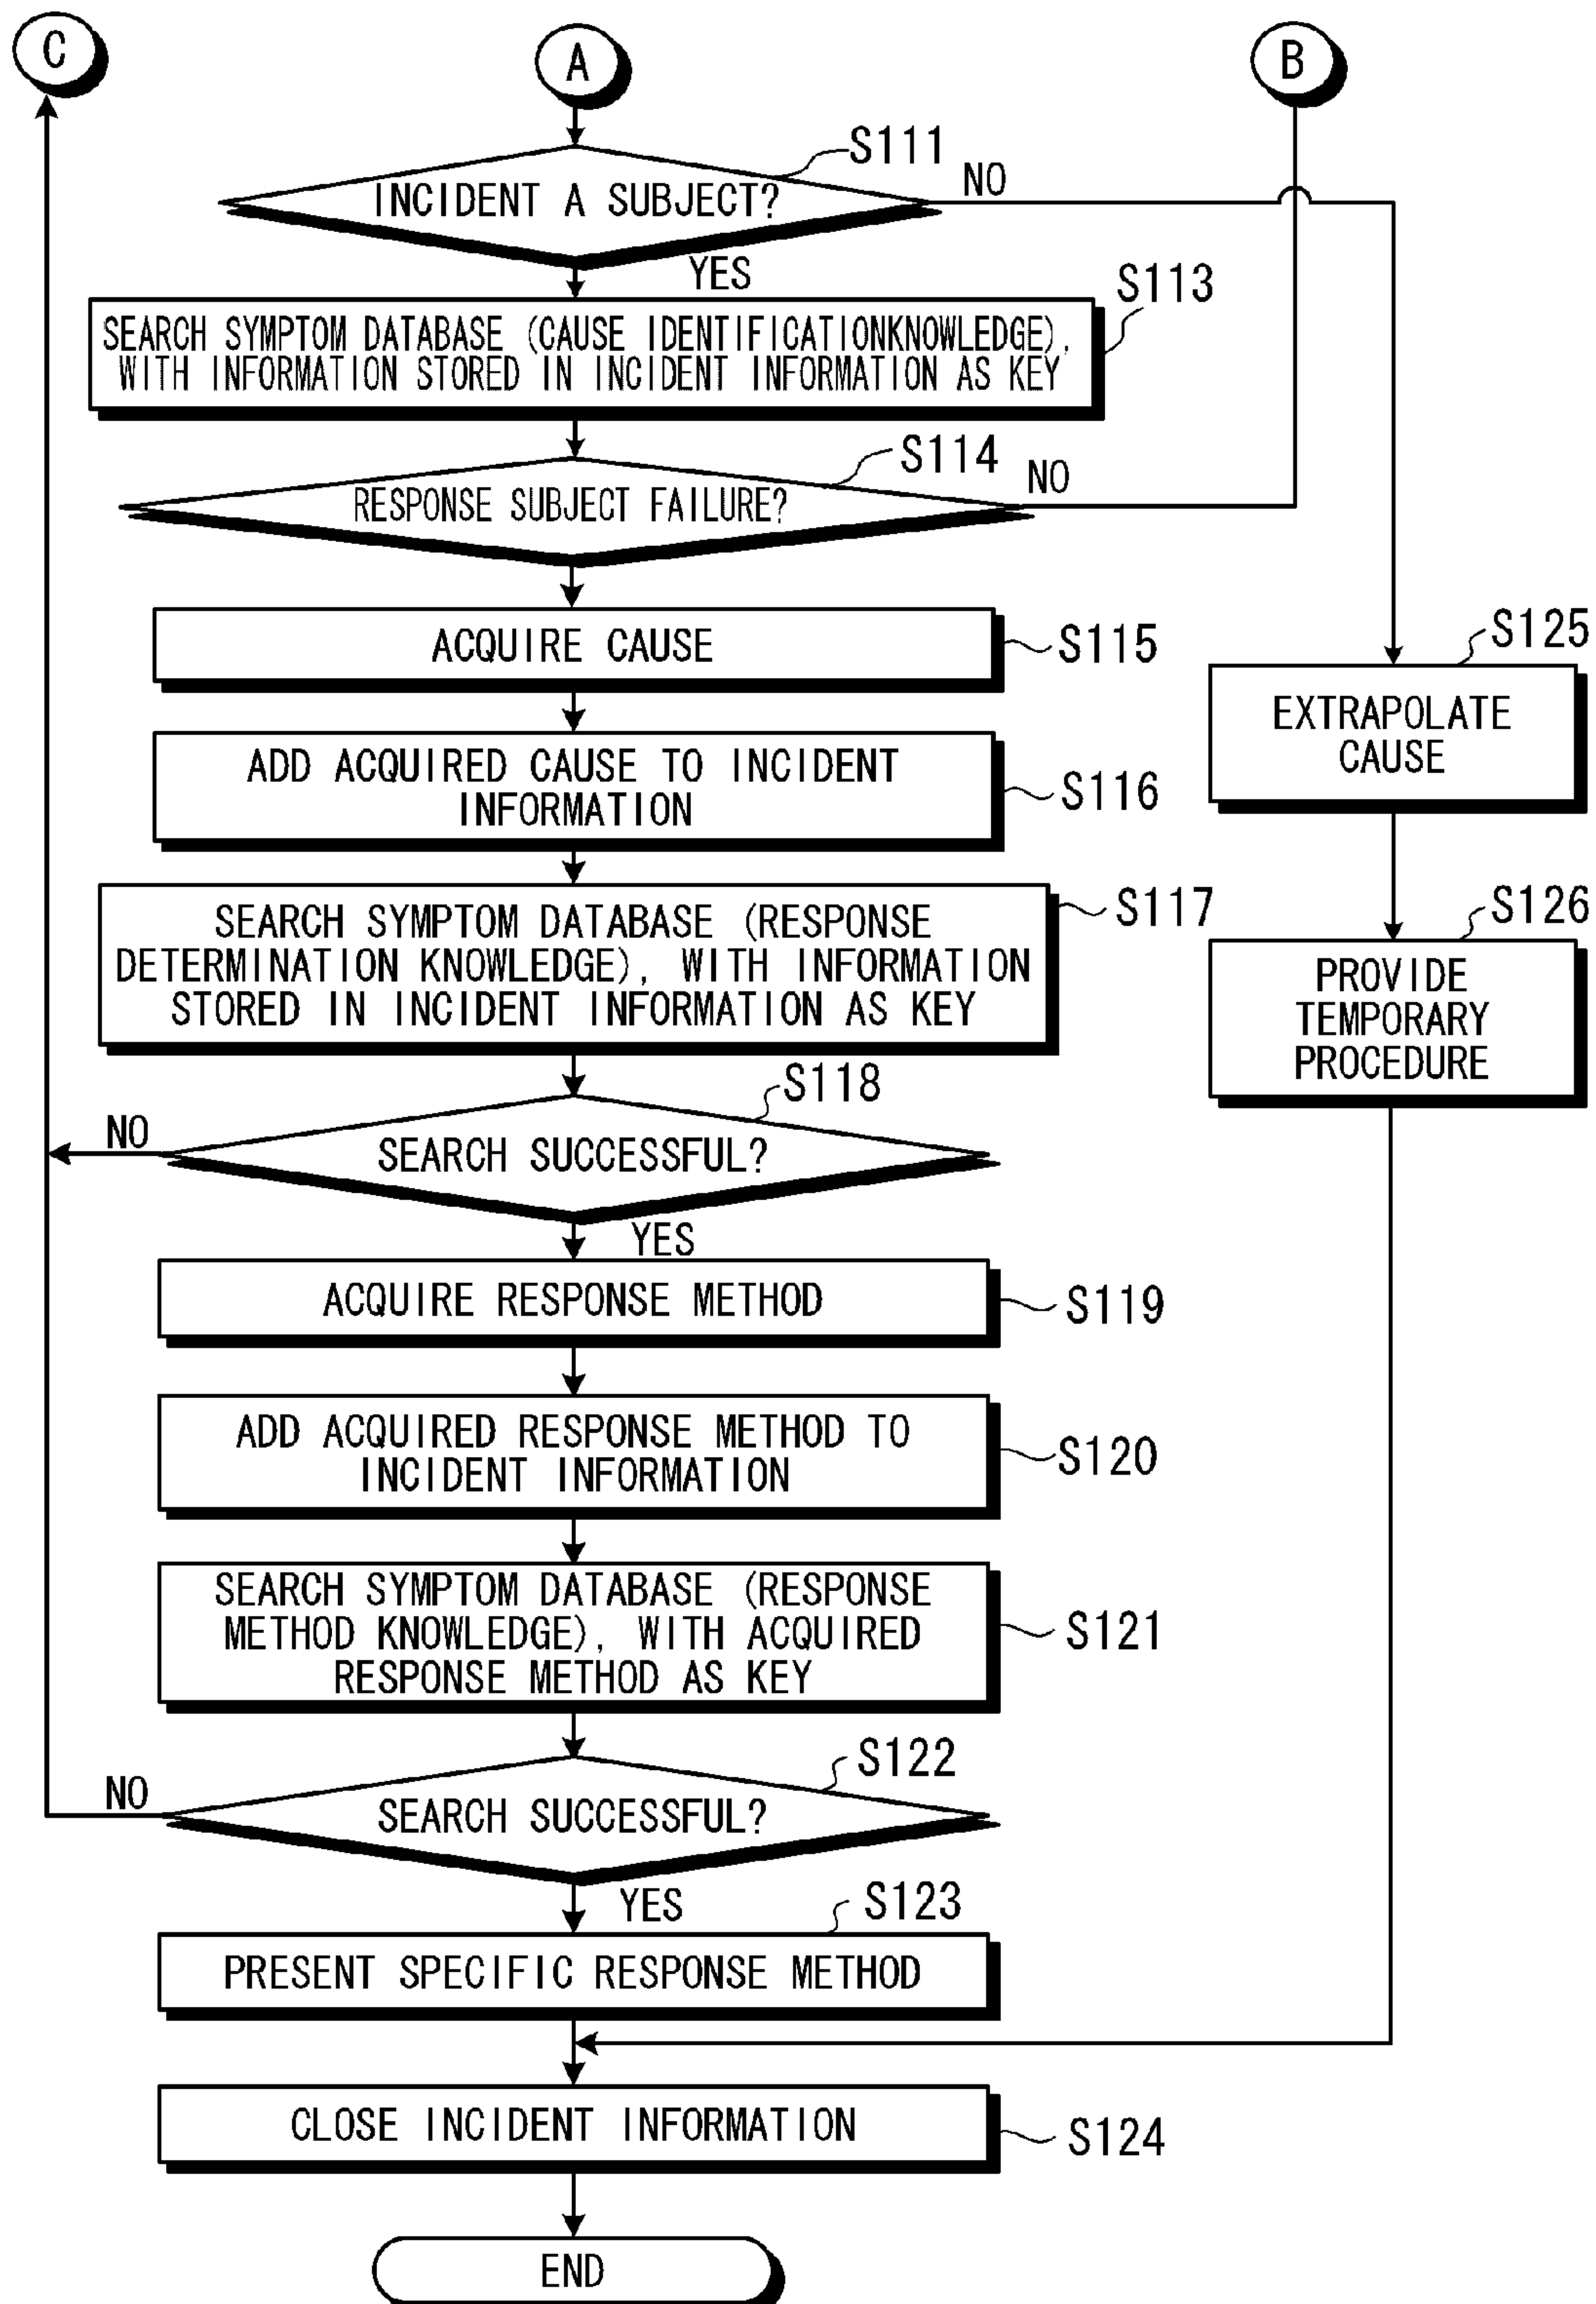 C
A
B
S111
INCIDENT A SUBJECT?
NO
YES
S113
SEARCH SYMPTOM DATABASE (CAUSE IDENTIFICATIONKNOWLEDGE),
WITH INFORMATION STORED IN INCIDENT INFORMATION AS KEY
S114
RESPONSE SUBJECT FAILURE?
NO
ACQUIRE CAUSE
S115
S125
EXTRAPOLATE
CAUSE
ADD ACQUIRED CAUSE TO INCIDENT
INFORMATION
S116
SEARCH SYMPTOM DATABASE (RESPONSE
DETERMINATION KNOWLEDGE), WITH INFORMATION
STORED IN INCIDENT INFORMATION AS KEY
S117
S126
PROVIDE
TEMPORARY
PROCEDURE
S118
NO
SEARCH SUCCESSFUL?
YES
ACQUIRE RESPONSE METHOD
S119
ADD ACQUIRED RESPONSE METHOD TO
INCIDENT INFORMATION
S120
SEARCH SYMPTOM DATABASE (RESPONSE
METHOD KNOWLEDGE), WITH ACQUIRED
RESPONSE METHOD AS KEY
S121
S122
NO
SEARCH SUCCESSFUL?
YES
S123
PRESENT SPECIFIC RESPONSE METHOD
CLOSE INCIDENT INFORMATION
S124
END